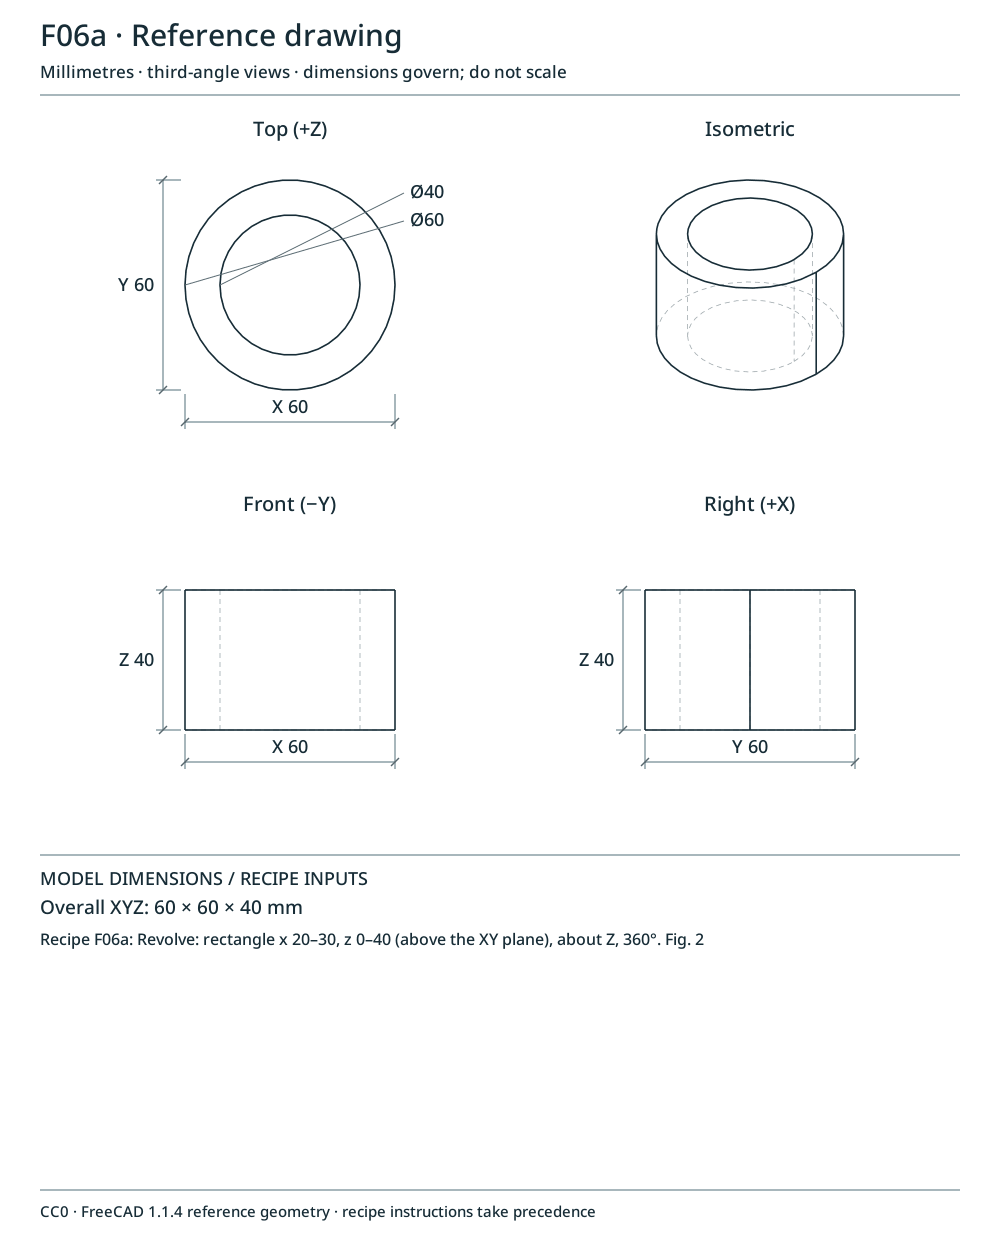 F06a · Reference drawing
Millimetres · third-angle views · dimensions govern; do not scale
Top (+Z)
Isometric
Ø40
Ø60
Y 60
X 60
Front (−Y)
Right (+X)
Z 40
X 60
Z 40
Y 60
MODEL DIMENSIONS / RECIPE INPUTS
Overall XYZ: 60 × 60 × 40 mm
Recipe F06a: Revolve: rectangle x 20–30, z 0–40 (above the XY plane), about Z, 360°. Fig. 2
CC0 · FreeCAD 1.1.4 reference geometry · recipe instructions take precedence